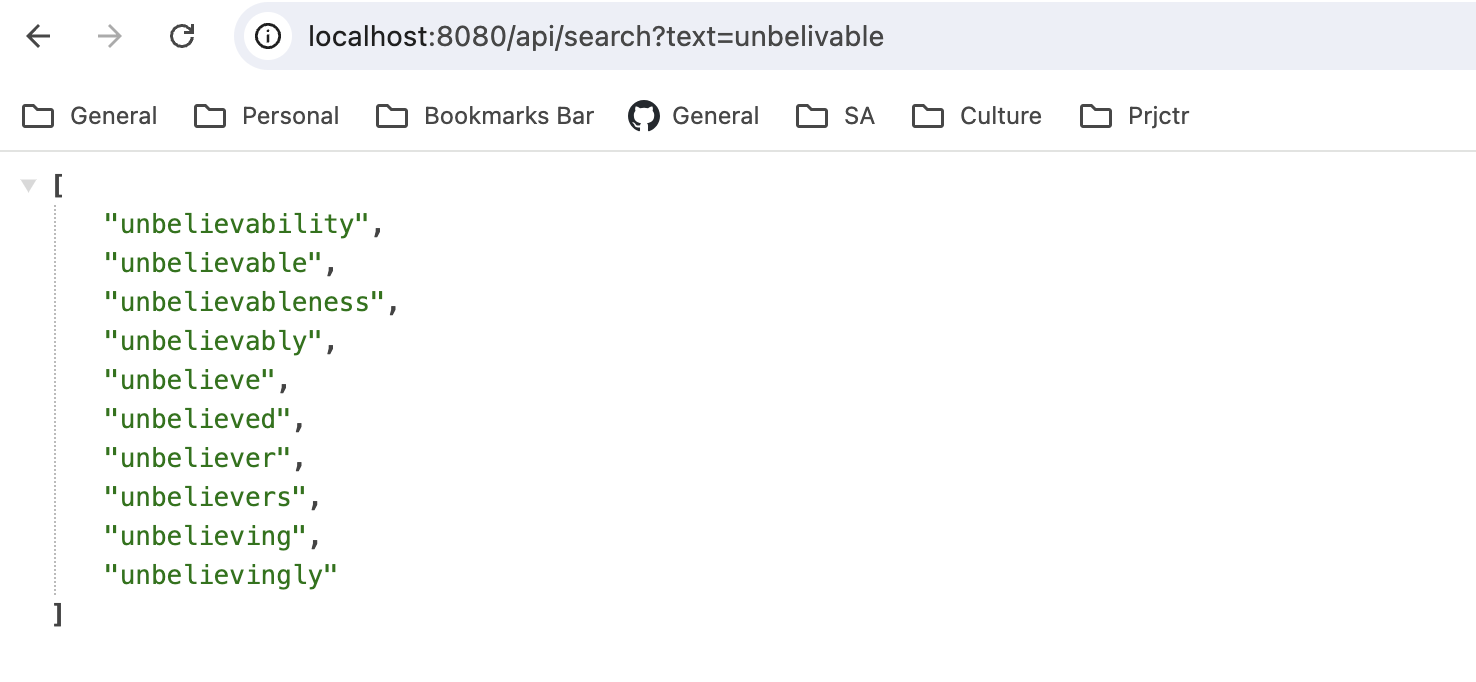 localhost:8080/api/search?text=unbelivable
General Personal Bookmarks Bar General SA Culture Prjctr
[
"unbelievability",
"unbelievable",
"unbelievableness",
"unbelievably",
"unbelieve",
"unbelieved",
"unbeliever",
"unbelievers",
"unbelieving",
"unbelievingly"
]